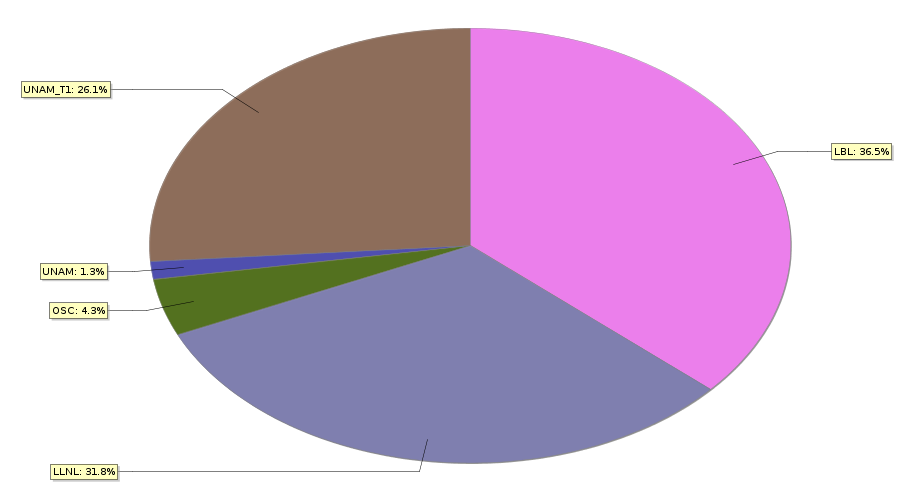 UNAM_T1: 26.1%
LBL: 36.5%
UNAM: 1.3%
OSC: 4.3%
LLNL: 31.8%